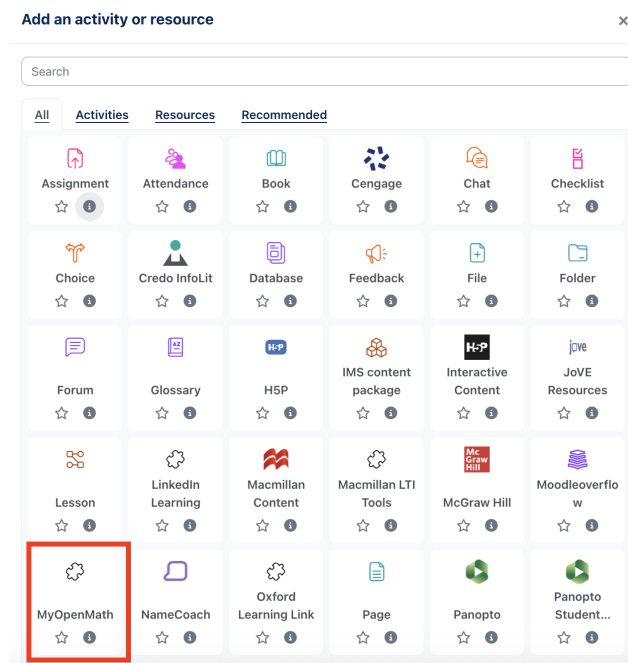 Add an activity or resource
×
Search
All Activities Resources Recommended
Assignment Attendance Book Cengage Chat Checklist
Choice Credo InfoLit Database Feedback File Folder
AZ
H-P
H-P
jove
Forum Glossary H5P IMS content package Interactive Content JoVE Resources
Mc
Graw
Hill
Lesson LinkedIn Learning Macmillan Content Macmillan LTI Tools McGraw Hill Moodleoverflo
w
MyOpenMath NameCoach Oxford Learning Link Page Panopto Panopto Student...